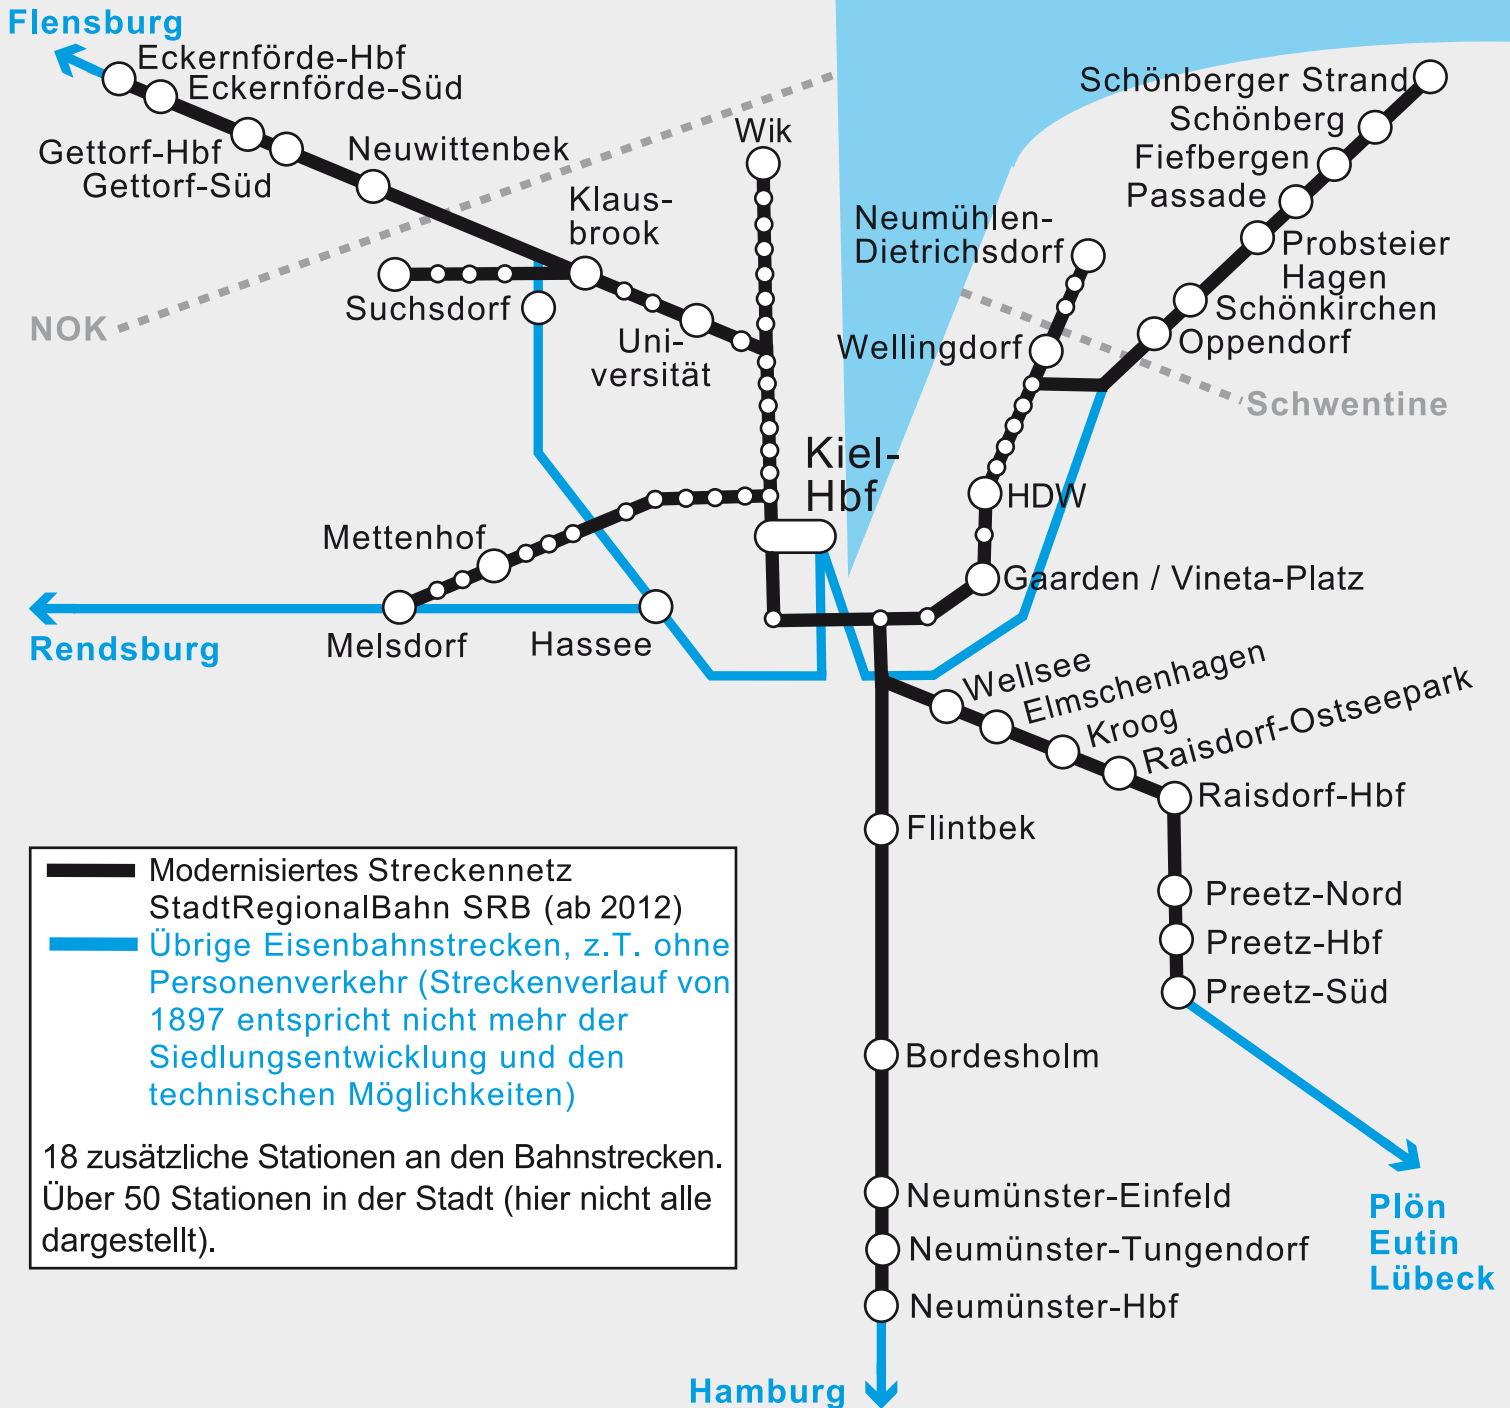 Flensburg
Eckernförde-Hbf
Eckernförde-Süd
Gettorf-Hbf
Gettorf-Süd
Neuwittenbek
Wik
Klaus-
brook
Suchsdorf
NOK
Uni-
versität
Schönberger Strand
Schönberg
Fiefbergen
Passade
Neumühlen-
Dietrichsdorf
Probsteier
Hagen
Schönkirchen
Oppendorf
Wellingdorf
Schwentine
Kiel-
Hbf
HDW
Mettenhof
Gaarden / Vineta-Platz
Rendsburg
Melsdorf
Hassee
Wellsee
Elmschenhagen
Kroog
Raisdorf-Ostseepark
Raisdorf-Hbf
Flintbek
Preetz-Nord
Preetz-Hbf
Preetz-Süd
Bordesholm
Neumünster-Einfeld
Neumünster-Tungendorf
Neumünster-Hbf
Plön
Eutin
Lübeck
Hamburg
Modernisiertes Streckennetz
StadtRegionalBahn SRB (ab 2012)
Übrige Eisenbahnstrecken, z.T. ohne
Personenverkehr (Streckenverlauf von
1897 entspricht nicht mehr der
Siedlungsentwicklung und den
technischen Möglichkeiten)
18 zusätzliche Stationen an den Bahnstrecken.
Über 50 Stationen in der Stadt (hier nicht alle
dargestellt).